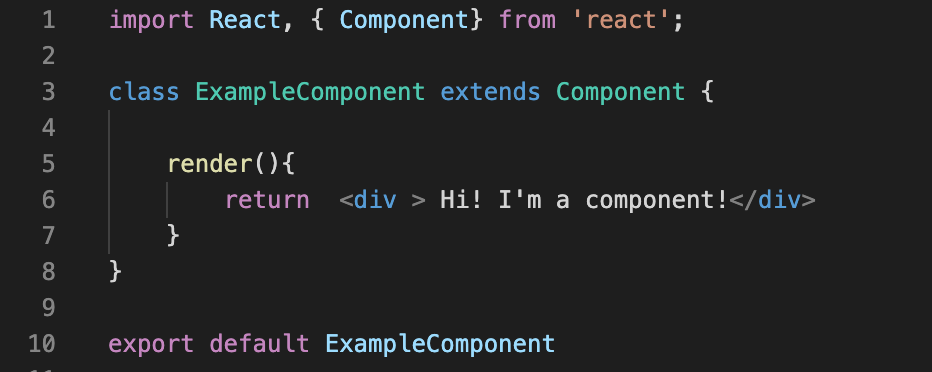 1 import React, { Component} from 'react';
2
3 class ExampleComponent extends Component {
4
5     render(){
6         return  <div > Hi! I'm a component!</div>
7     }
8 }
9
10 export default ExampleComponent